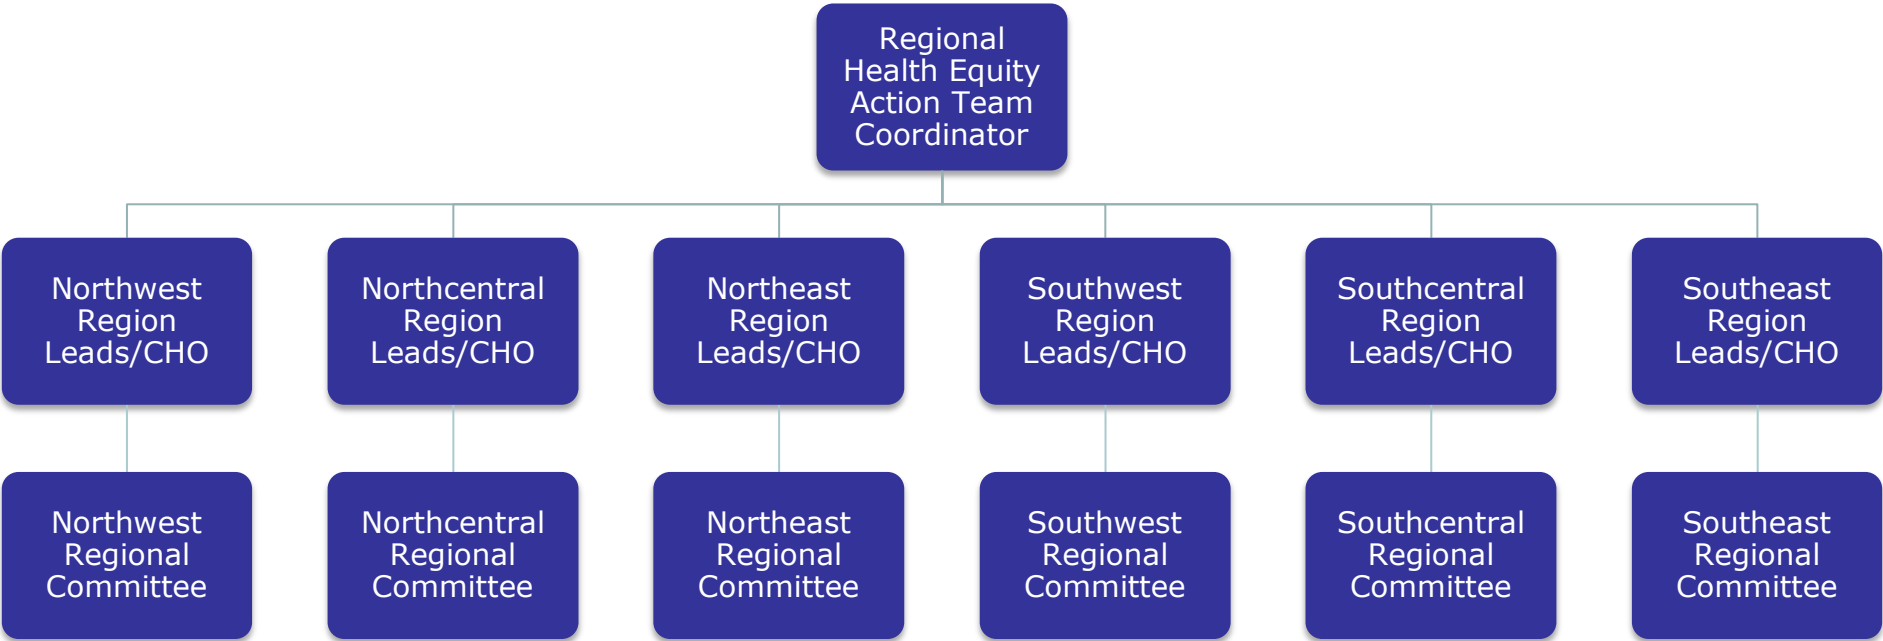 Regional
Health Equity
Action Team
Coordinator
Northwest
Region
Leads/CHO
Northcentral
Region
Leads/CHO
Northeast
Region
Leads/CHO
Southwest
Region
Leads/CHO
Southcentral
Region
Leads/CHO
Southeast
Region
Leads/CHO
Northwest
Regional
Committee
Northcentral
Regional
Committee
Northeast
Regional
Committee
Southwest
Regional
Committee
Southcentral
Regional
Committee
Southeast
Regional
Committee